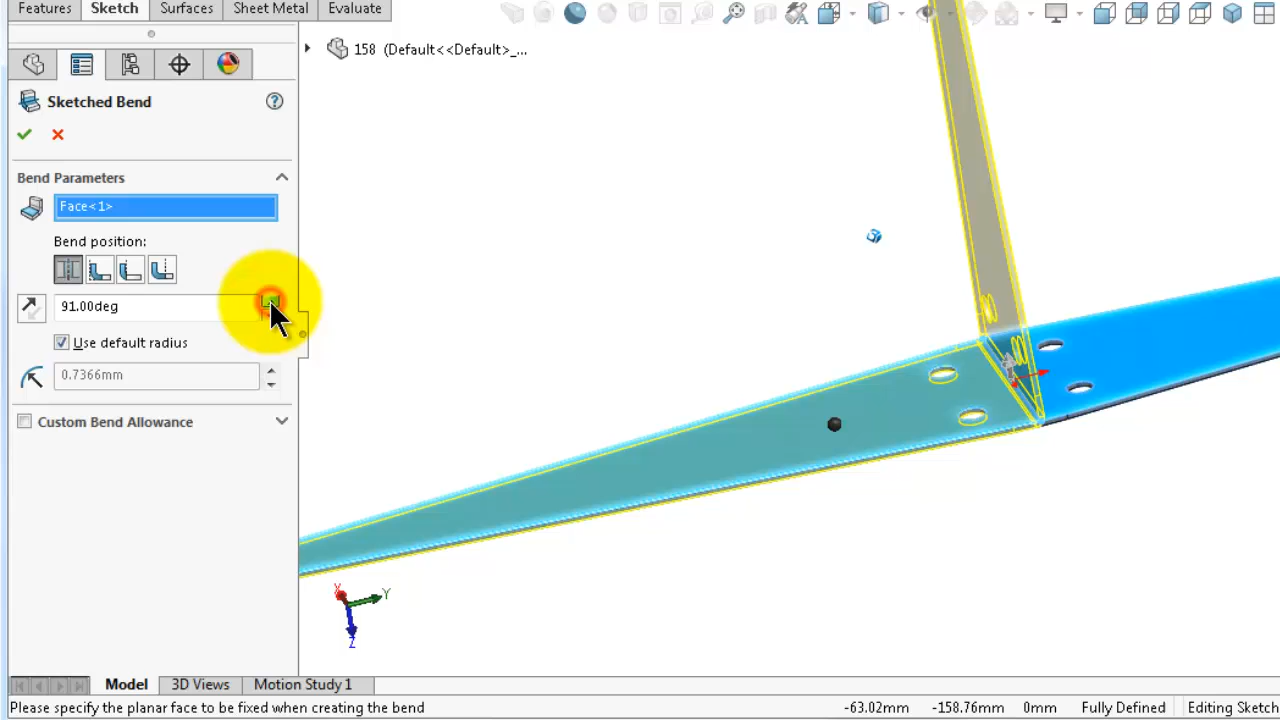 Features Sketch Surfaces Sheet Metal Evaluate
158 (Default<<Default>_...
Sketched Bend
Bend Parameters
Face<1>
Bend position:
91.00deg
Use default radius
0.7366mm
Custom Bend Allowance
X
Y
Z
Model 3D Views Motion Study 1
Please specify the planar face to be fixed when creating the bend -63.02mm -158.76mm 0mm Fully Defined Editing Sketch